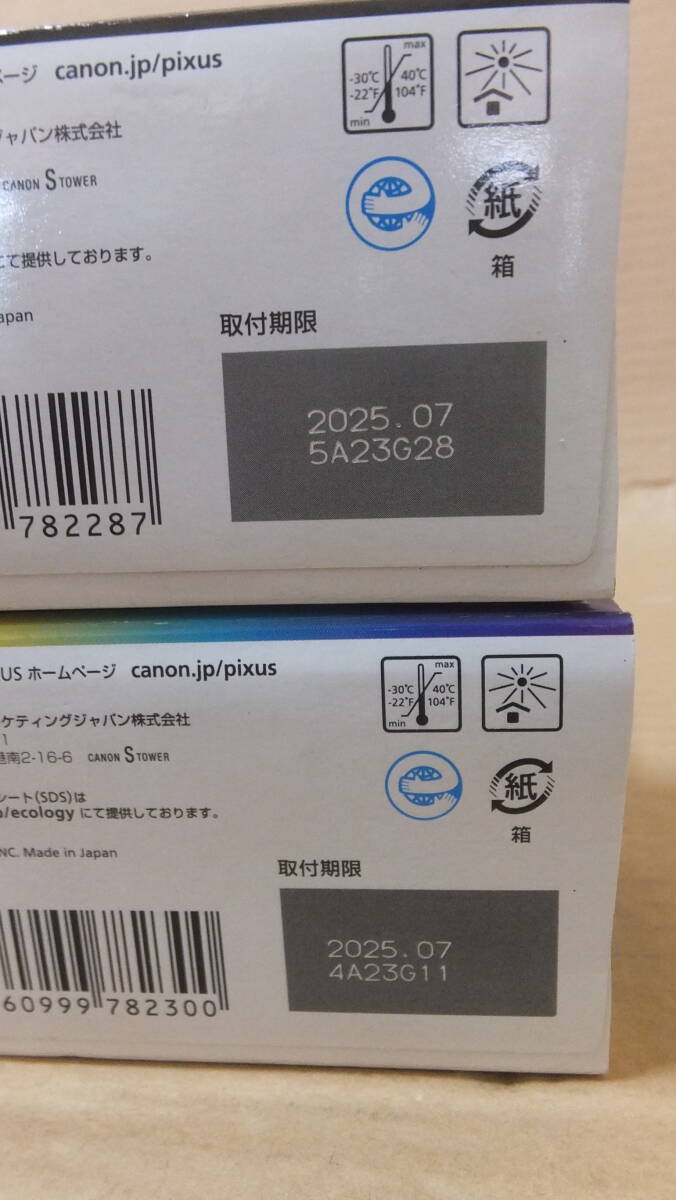 ページ canon.jp/pixus
max
-30℃ 40℃
-22℉ 104℉
min
ジャパン株式会社
CANON S TOWER
紙
にて提供しております。
箱
apan
取付期限
2025.07
5A23G28
782287
US ホームページ canon.jp/pixus
max
-30℃ 40℃
-22℉ 104℉
min
ケティングジャパン株式会社
1
港南2-16-6 CANON S TOWER
紙
シート(SDS)は
/ecology にて提供しております。
箱
NC. Made in Japan
取付期限
2025.07
4A23G11
60999 782300